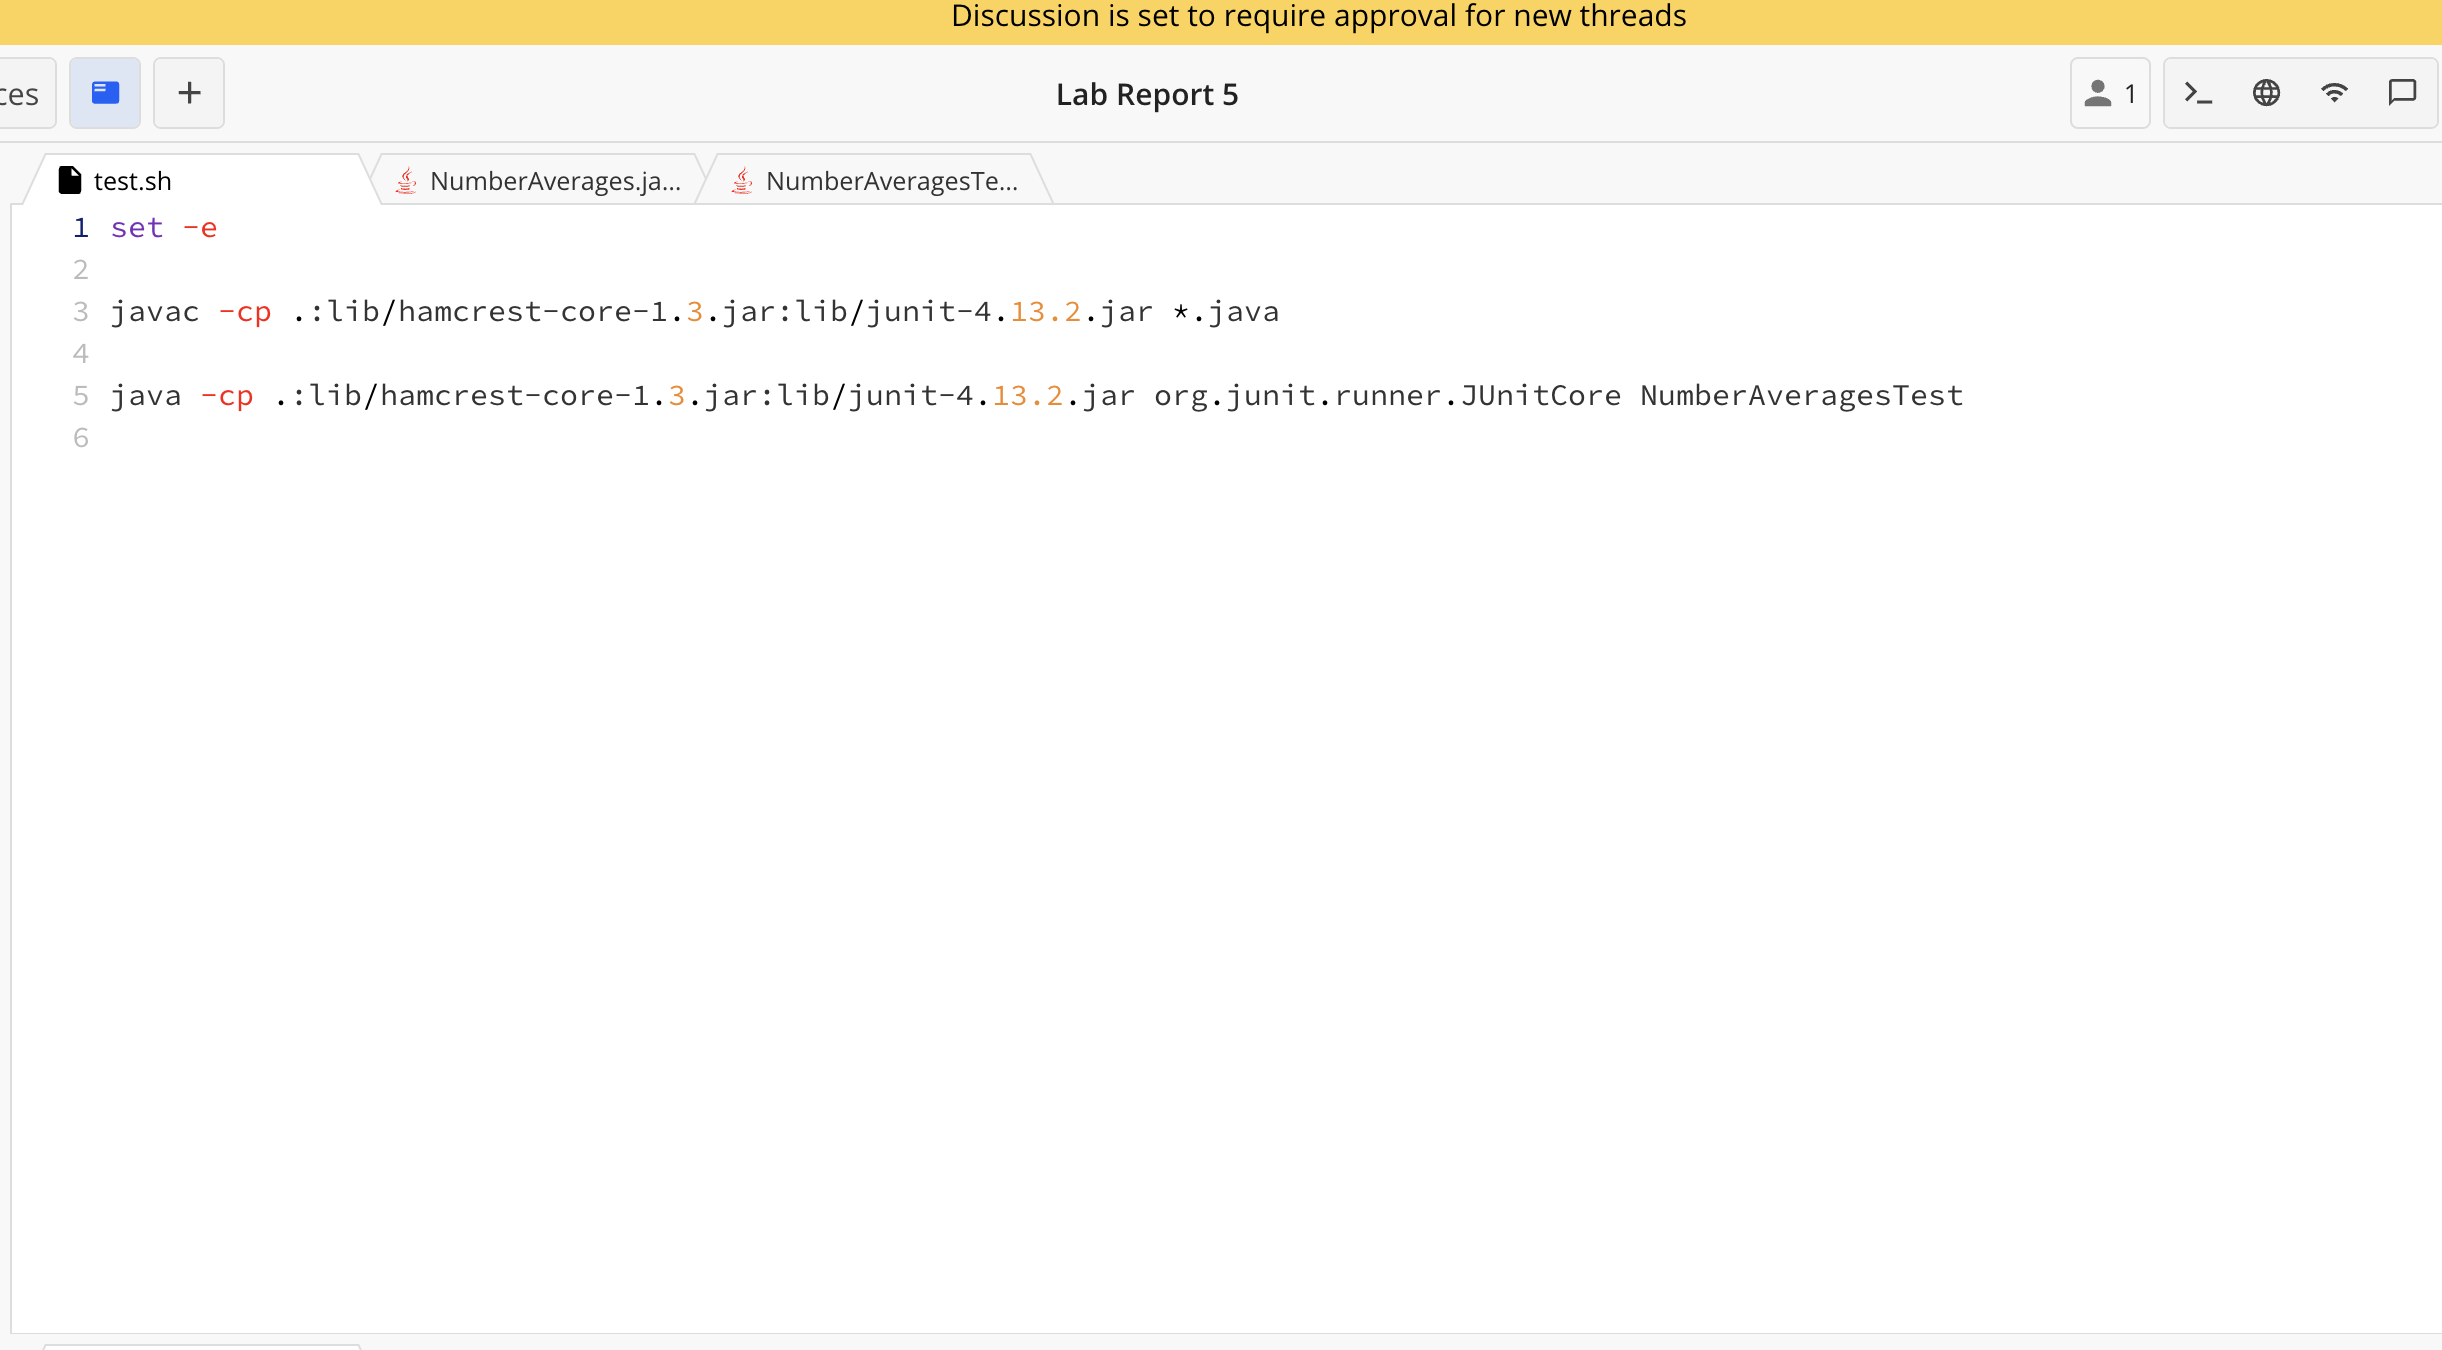 Discussion is set to require approval for new threads
ces
Lab Report 5
1
test.sh
NumberAverages.ja...
NumberAveragesTe...
1 set -e
2
3 javac -cp .:lib/hamcrest-core-1.3.jar:lib/junit-4.13.2.jar *.java
4
5 java -cp .:lib/hamcrest-core-1.3.jar:lib/junit-4.13.2.jar org.junit.runner.JUnitCore NumberAveragesTest
6